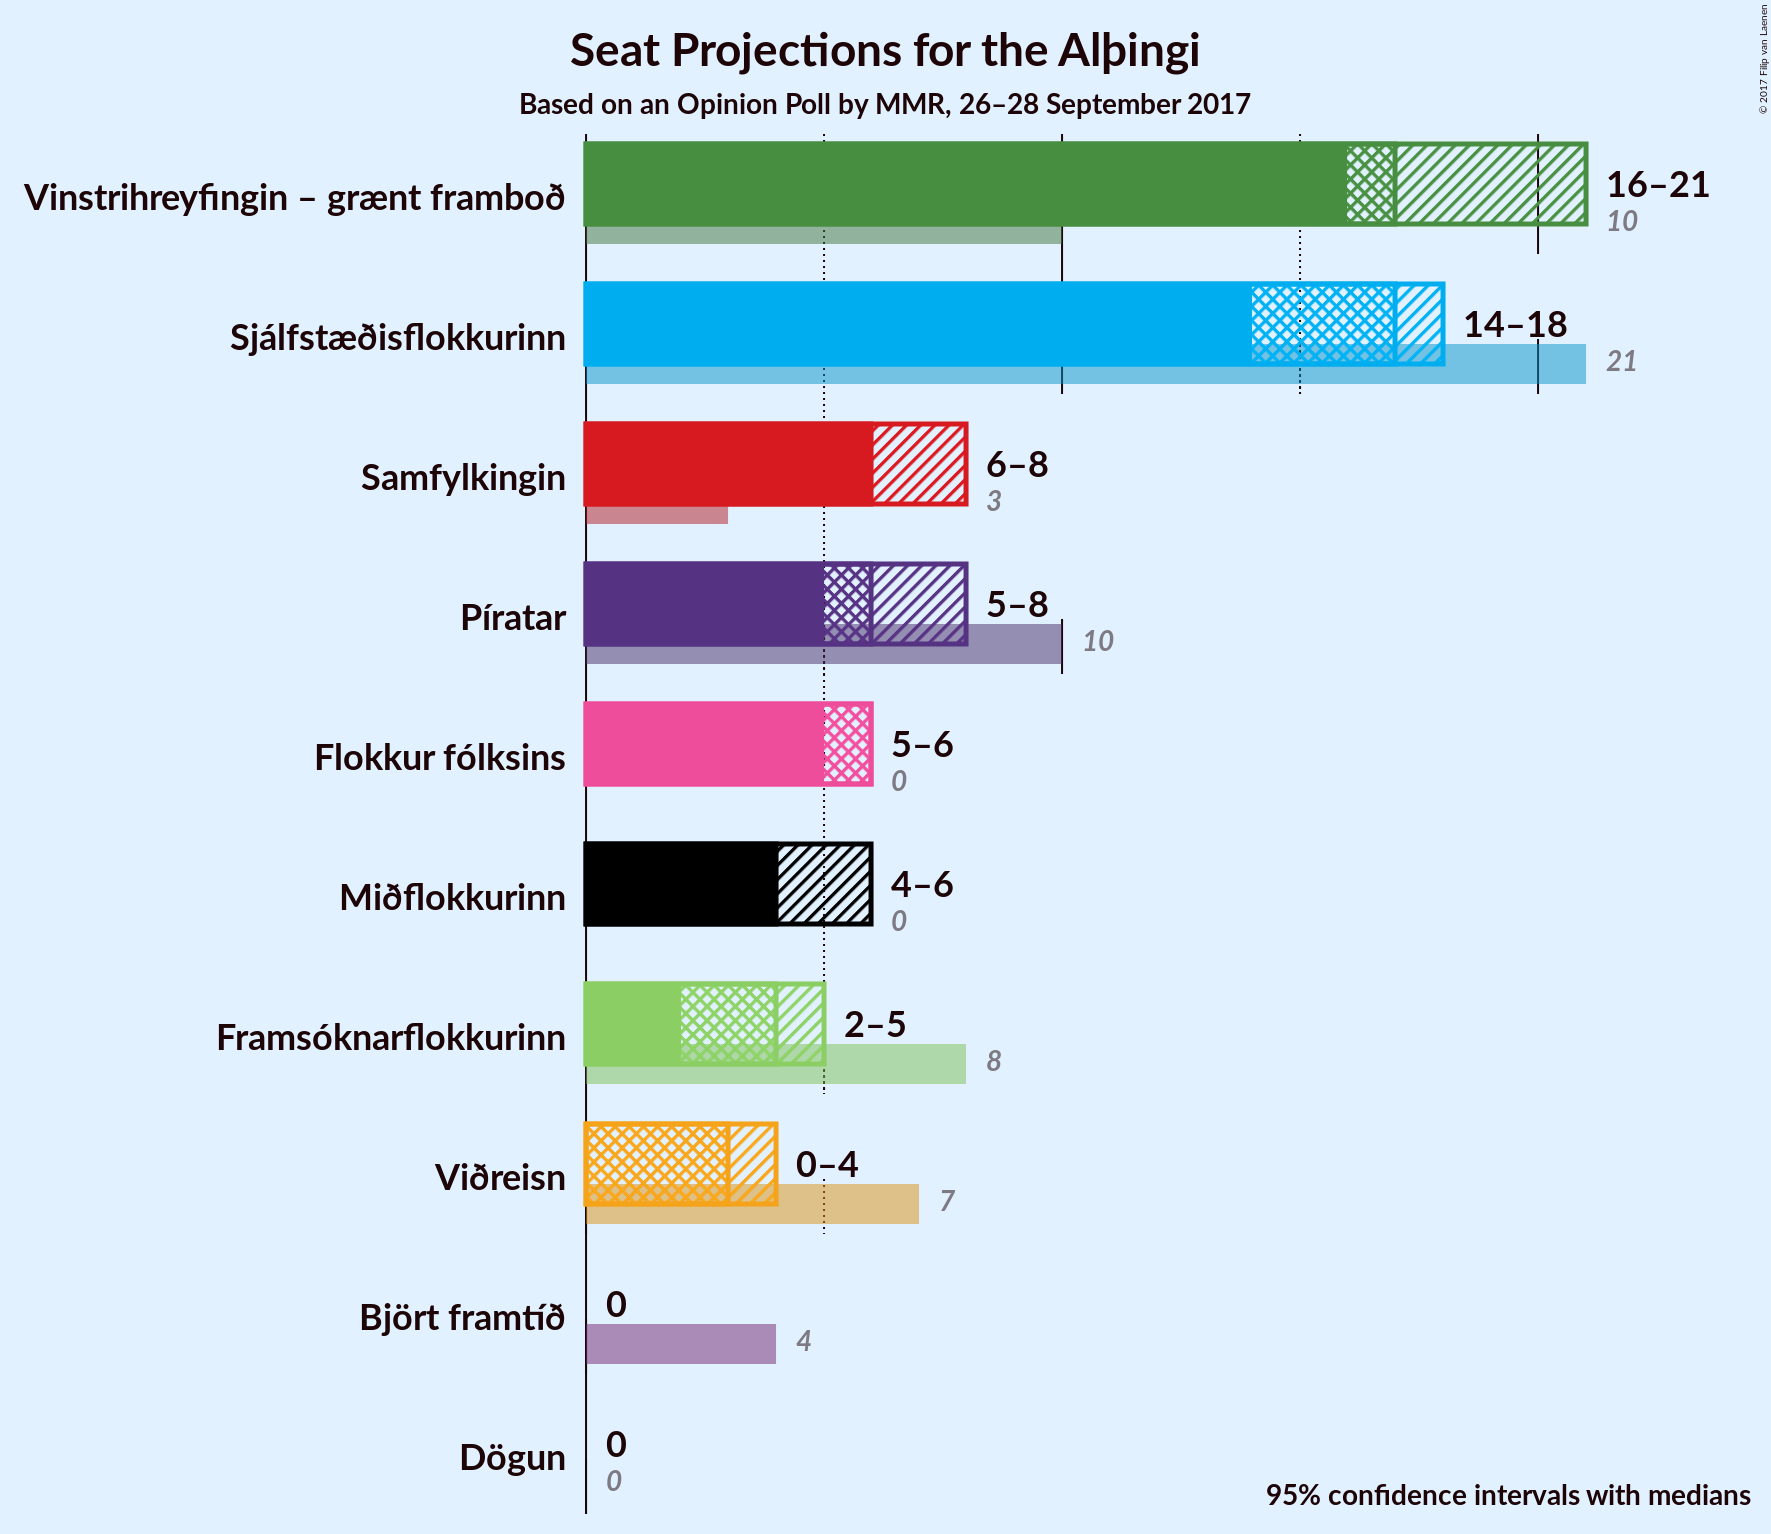 Seat Projections for the Alþingi
Based on an Opinion Poll by MMR, 26–28 September 2017
© 2017 Filip van Laenen
Vinstrihreyfingin – grænt framboð
16–21
10
Sjálfstæðisflokkurinn
14–18
21
Samfylkingin
6–8
3
Píratar
5–8
10
Flokkur fólksins
5–6
0
Miðflokkurinn
4–6
0
Framsóknarflokkurinn
2–5
8
Viðreisn
0–4
7
Björt framtíð
0
4
Dögun
0
0
95% confidence intervals with medians